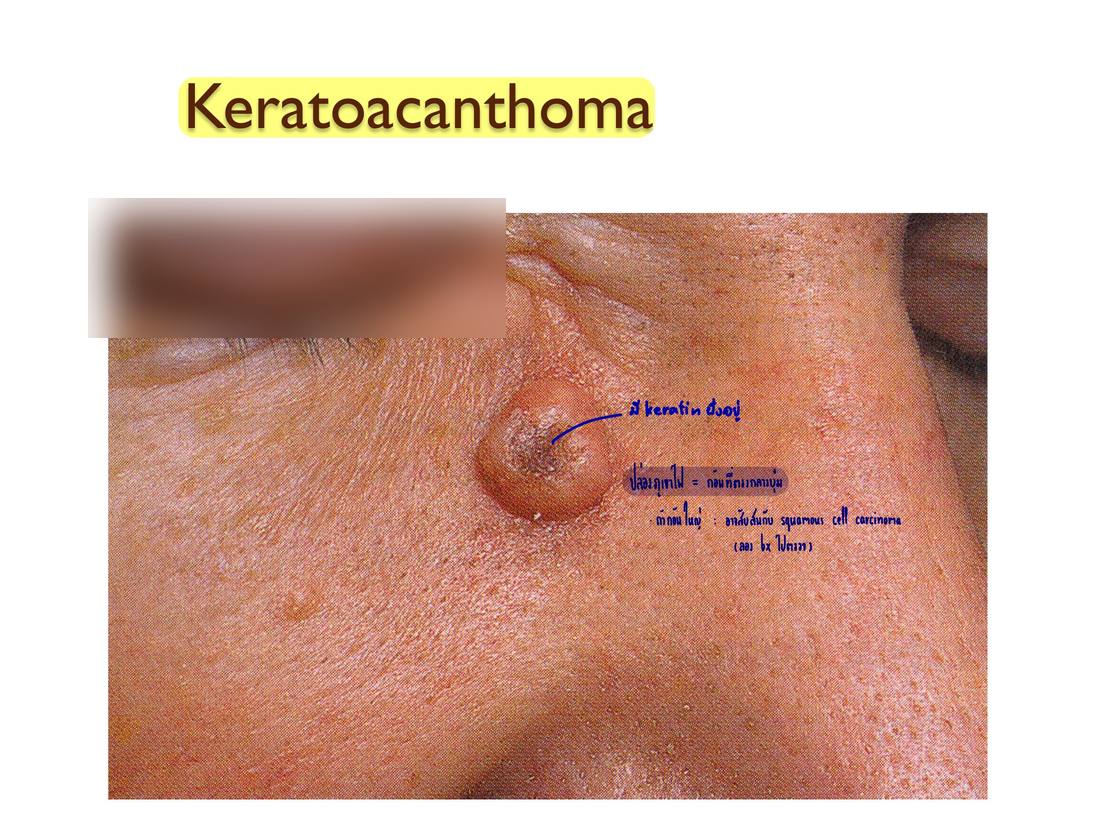 Keratoacanthoma
มี keratin ฝังอยู่
ปล่องภูเขาไฟ = ก้อนที่ตรงกลางบุ๋ม
ถ้าก้อนใหญ่ : อาจสับสนกับ squamous cell carcinoma
(ลอง bx ไปตรวจ)